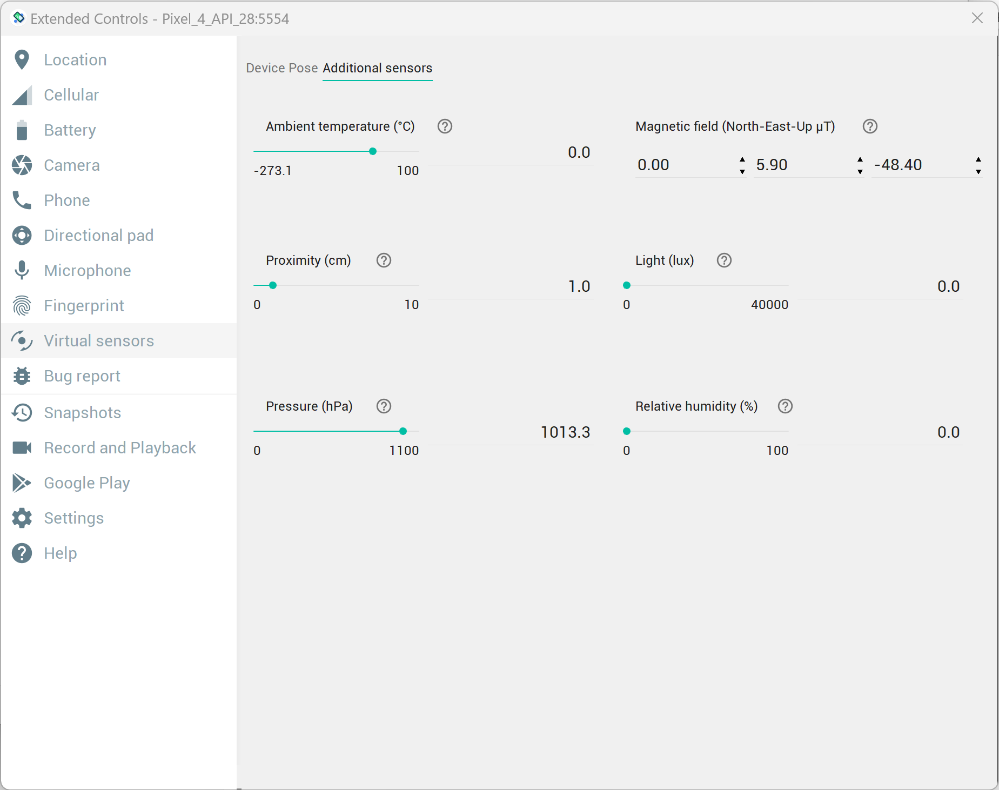 Extended Controls - Pixel_4_API_28:5554
Location
Cellular
Battery
Camera
Phone
Directional pad
Microphone
Fingerprint
Virtual sensors
Bug report
Snapshots
Record and Playback
Google Play
Settings
Help
Device Pose Additional sensors
Ambient temperature (°C)
0.0
-273.1 100
Magnetic field (North-East-Up μT)
0.00 5.90 -48.40
Proximity (cm)
1.0
0 10
Light (lux)
0.0
0 40000
Pressure (hPa)
1013.3
0 1100
Relative humidity (%)
0.0
0 100